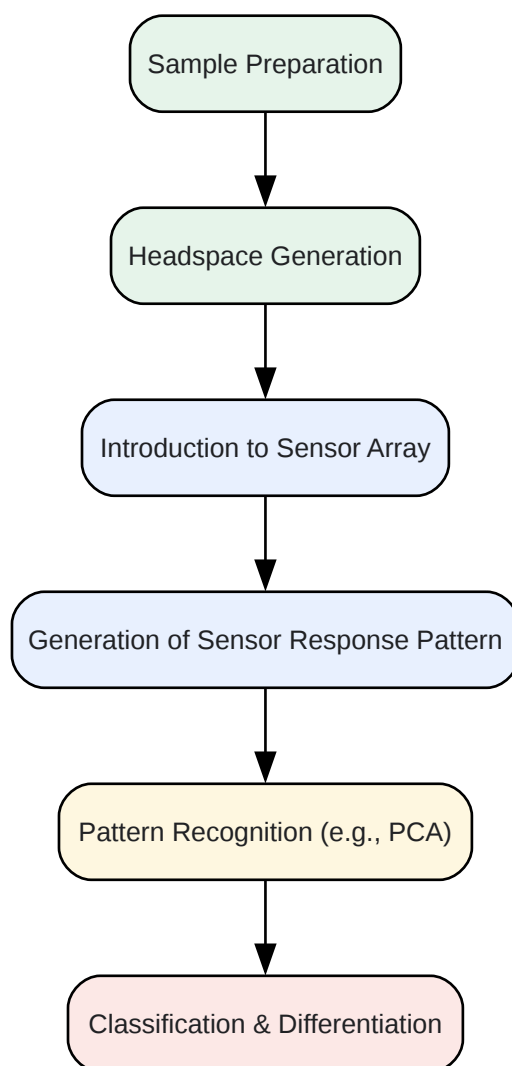 Sample Preparation
Headspace Generation
Introduction to Sensor Array
Generation of Sensor Response Pattern
Pattern Recognition (e.g., PCA)
Classification & Differentiation